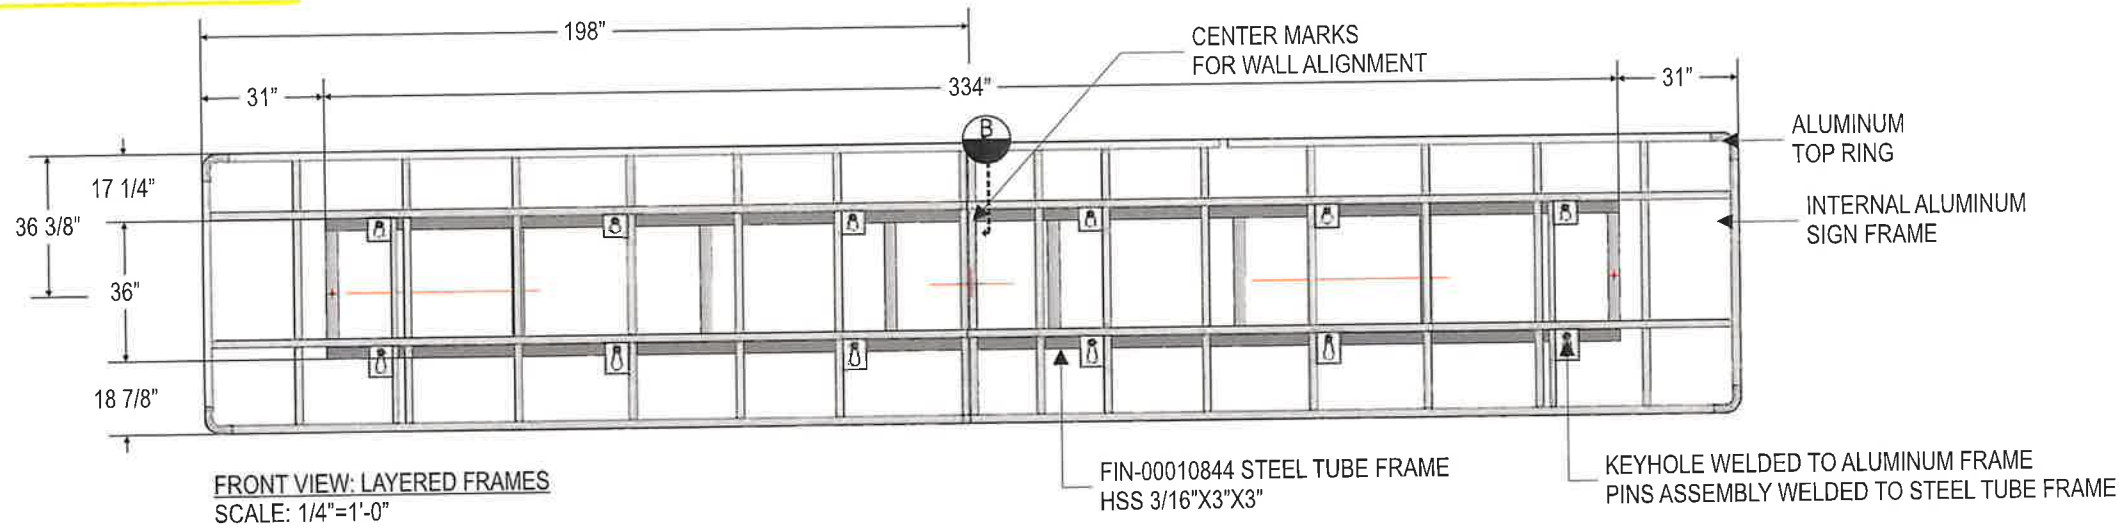 198"
CENTER MARKS
FOR WALL ALIGNMENT
31"
334"
31"
B
ALUMINUM
TOP RING
17 1/4"
36 3/8"
INTERNAL ALUMINUM
SIGN FRAME
36"
18 7/8"
FRONT VIEW: LAYERED FRAMES
SCALE: 1/4"=1'-0"
FIN-00010844 STEEL TUBE FRAME
HSS 3/16"X3"X3"
KEYHOLE WELDED TO ALUMINUM FRAME
PINS ASSEMBLY WELDED TO STEEL TUBE FRAME